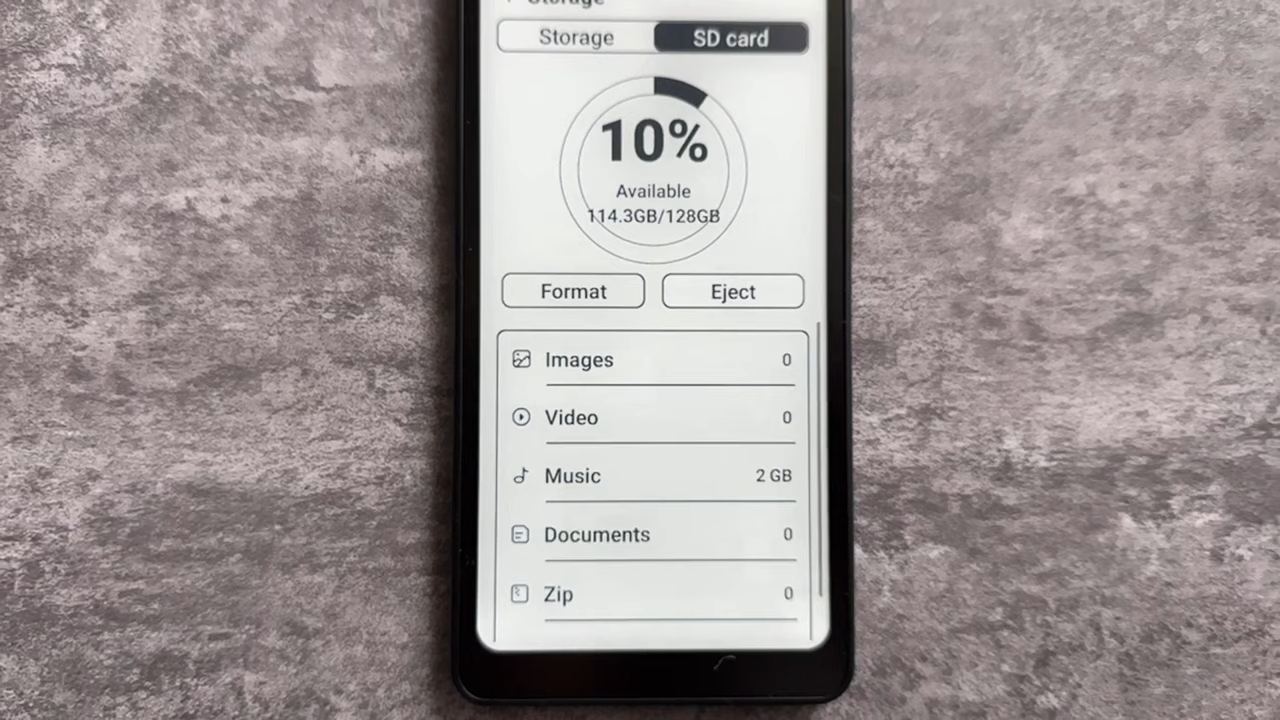 Storage
Storage SD card
10%
Available
114.3GB/128GB
Format Eject
Images 0
Video 0
Music 2 GB
Documents 0
Zip 0